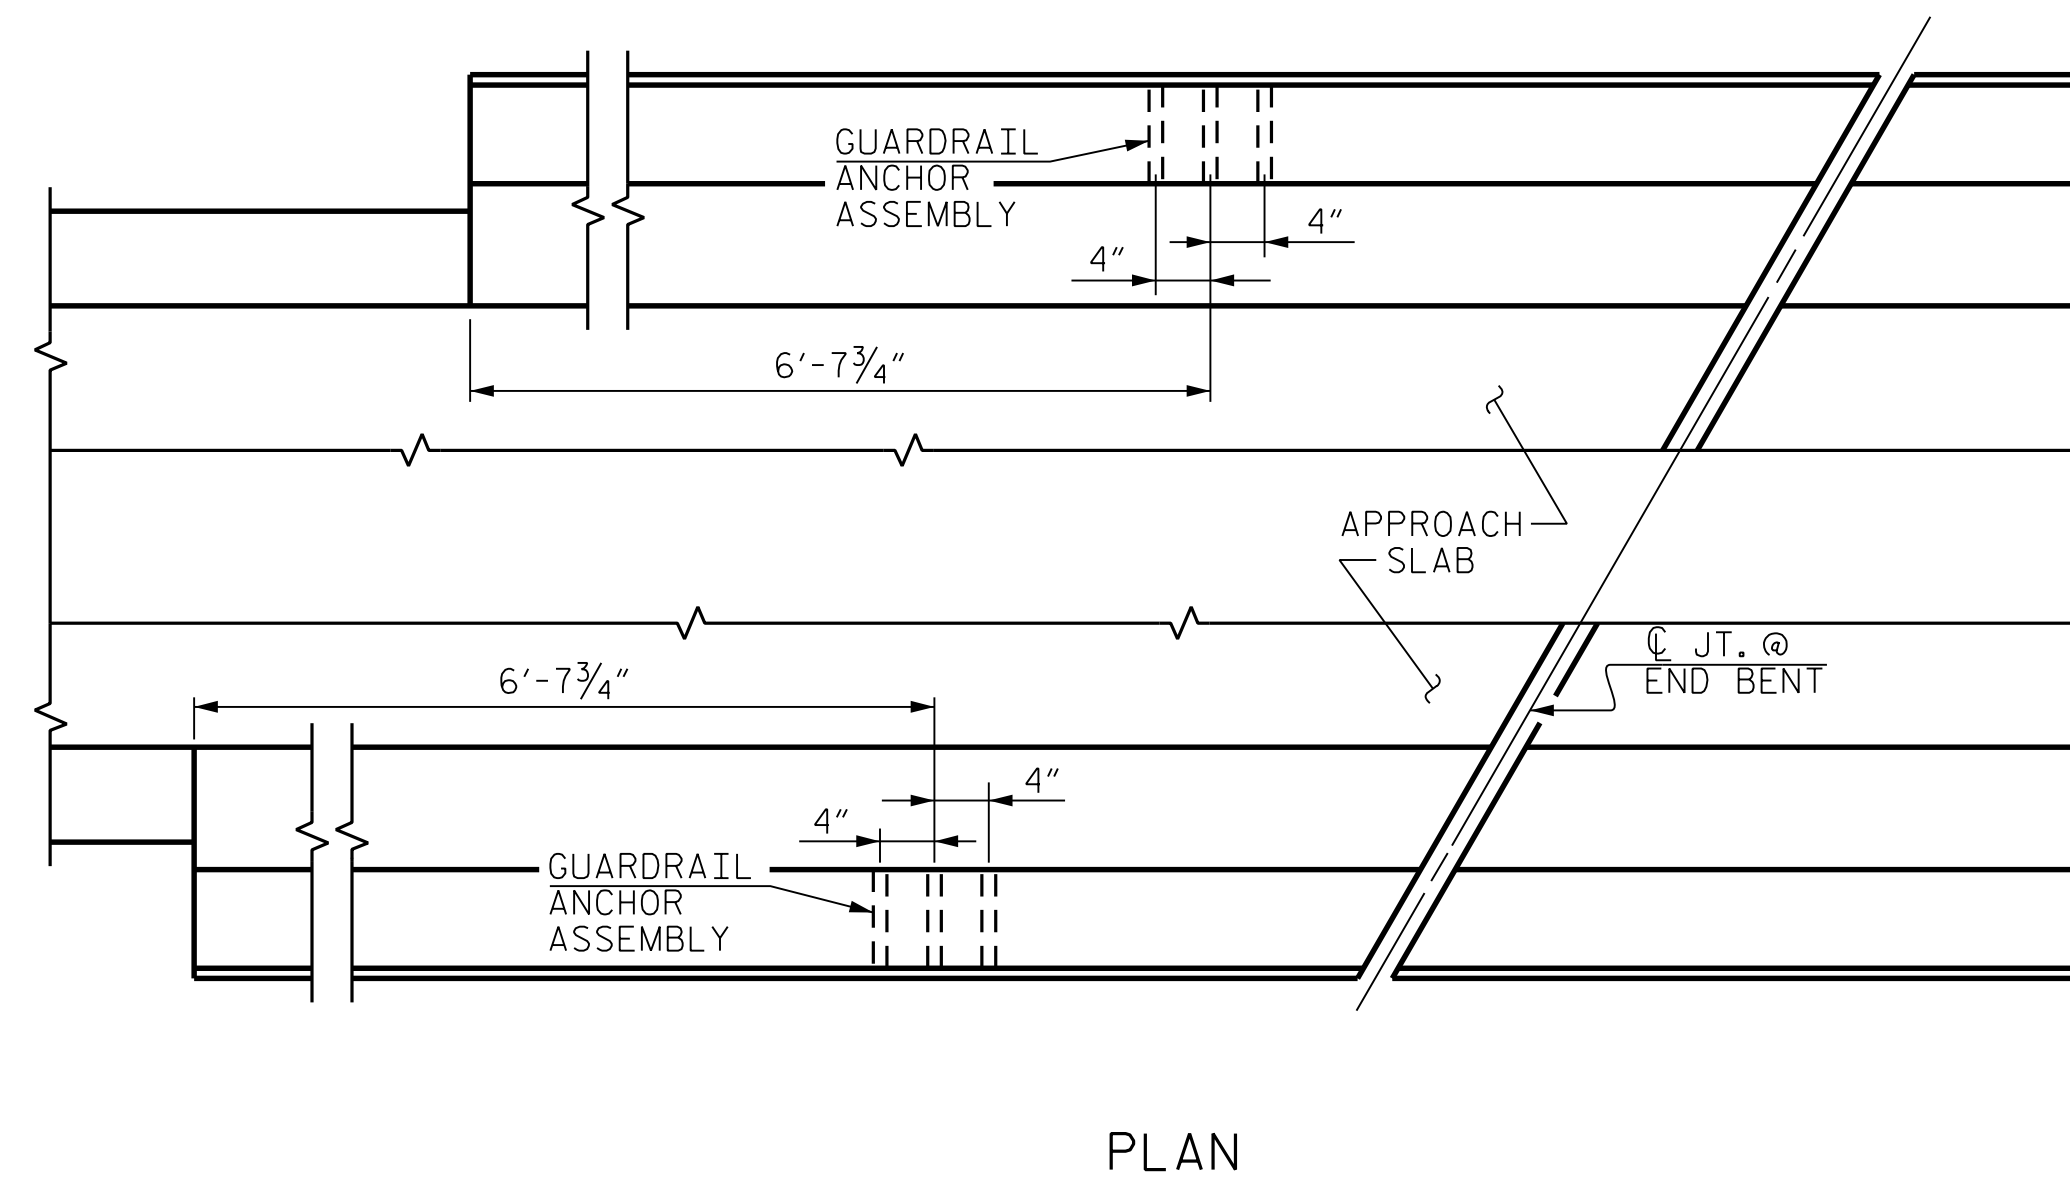 GUARDRAIL
ANCHOR
ASSEMBLY
4"
4"
6'-7¾"
APPROACH
SLAB
℄ JT. @
END BENT
6'-7¾"
4"
4"
GUARDRAIL
ANCHOR
ASSEMBLY
PLAN